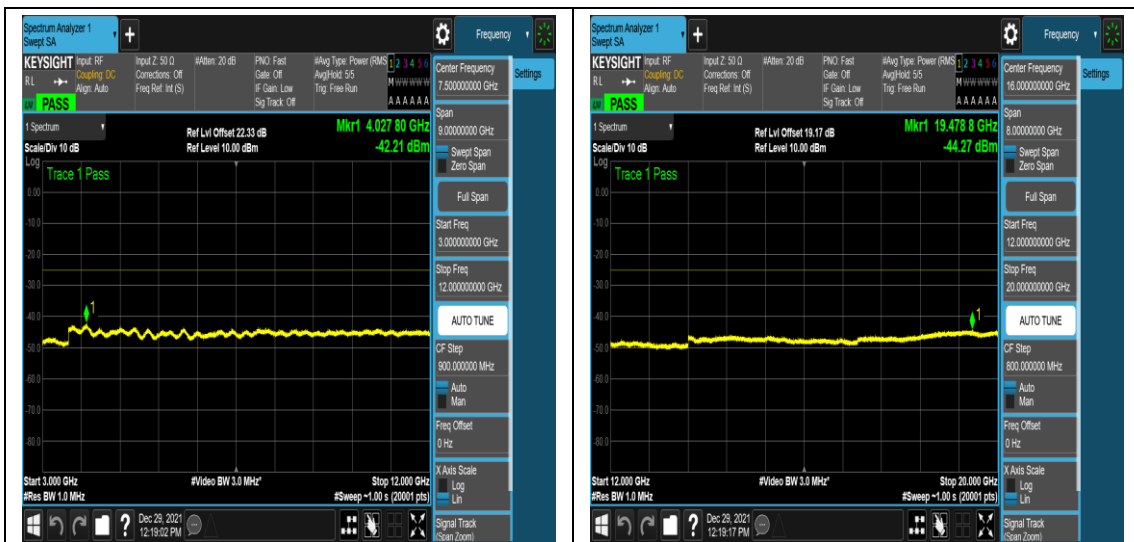 Spectrum Analyzer 1
Swept SA
+
Frequency
KEYSIGHT
RL
Input: RF
Coupling: DC
Align: Auto
Input Z: 50 Ω
Corrections: Off
Freq Ref: Int (S)
#Atten: 20 dB
PNO: Fast
Gate: Off
IF Gain: Low
Sig Track: Off
#Avg Type: Power (RMS
Avg|Hold: 5/5
Trig: Free Run
1 2 3 4 5 6
M W W W W W
A A A A A A
PASS
1 Spectrum
Scale/Div 10 dB
Log
Ref Lvl Offset 22.33 dB
Ref Level 10.00 dBm
Mkr1 4.027 80 GHz
-42.21 dBm
Trace 1 Pass
0.00
-10.0
-20.0
-30.0
-40.0
-50.0
-60.0
-70.0
-80.0
1
Start 3.000 GHz
#Res BW 1.0 MHz
#Video BW 3.0 MHz*
Stop 12.000 GHz
#Sweep ~1.00 s (20001 pts)
Dec 29, 2021
12:19:02 PM
Center Frequency
7.500000000 GHz
Settings
Span
9.00000000 GHz
Swept Span
Zero Span
Full Span
Start Freq
3.000000000 GHz
Stop Freq
12.000000000 GHz
AUTO TUNE
CF Step
900.000000 MHz
Auto
Man
Freq Offset
0 Hz
X Axis Scale
Log
Lin
Signal Track
(Span Zoom)
Spectrum Analyzer 1
Swept SA
+
Frequency
KEYSIGHT
RL
Input: RF
Coupling: DC
Align: Auto
Input Z: 50 Ω
Corrections: Off
Freq Ref: Int (S)
#Atten: 20 dB
PNO: Fast
Gate: Off
IF Gain: Low
Sig Track: Off
#Avg Type: Power (RMS
Avg|Hold: 5/5
Trig: Free Run
1 2 3 4 5 6
M W W W W W
A A A A A A
PASS
1 Spectrum
Scale/Div 10 dB
Log
Ref Lvl Offset 19.17 dB
Ref Level 10.00 dBm
Mkr1 19.478 8 GHz
-44.27 dBm
Trace 1 Pass
0.00
-10.0
-20.0
-30.0
-40.0
-50.0
-60.0
-70.0
-80.0
1
Start 12.000 GHz
#Res BW 1.0 MHz
#Video BW 3.0 MHz*
Stop 20.000 GHz
#Sweep ~1.00 s (20001 pts)
Dec 29, 2021
12:19:17 PM
Center Frequency
16.000000000 GHz
Settings
Span
8.00000000 GHz
Swept Span
Zero Span
Full Span
Start Freq
12.000000000 GHz
Stop Freq
20.000000000 GHz
AUTO TUNE
CF Step
800.000000 MHz
Auto
Man
Freq Offset
0 Hz
X Axis Scale
Log
Lin
Signal Track
(Span Zoom)